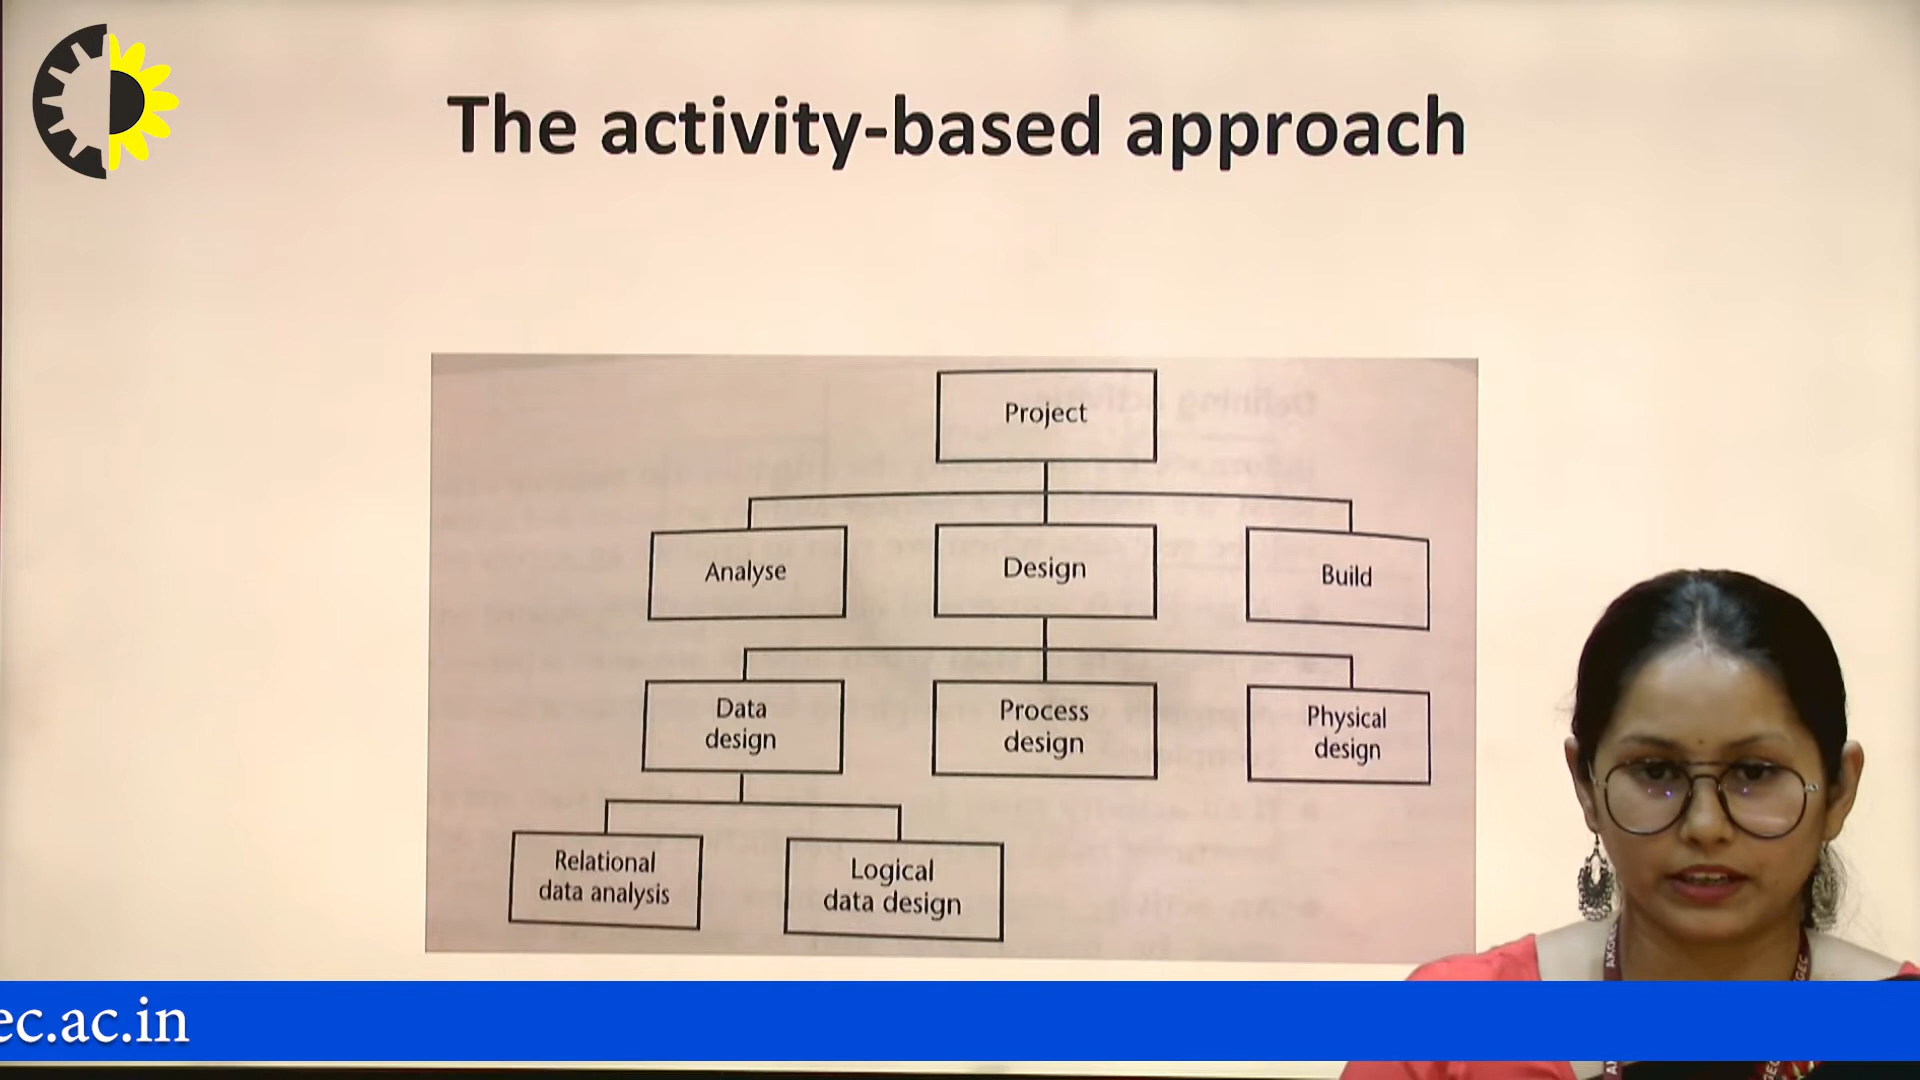 The activity-based approach
Project
Analyse
Design
Build
Data
design
Process
design
Physical
design
Relational
data analysis
Logical
data design
ec.ac.in